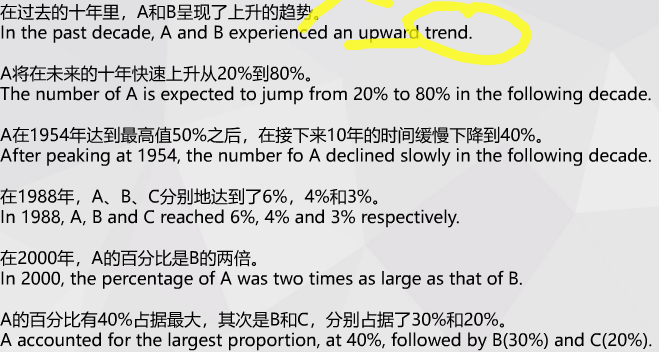 在过去的十年里，A和B呈现了上升的趋势。
In the past decade, A and B experienced an upward trend.
A将在未来的十年快速上升从20%到80%。
The number of A is expected to jump from 20% to 80% in the following decade.
A在1954年达到最高值50%之后，在接下来10年的时间缓慢下降到40%。
After peaking at 1954, the number fo A declined slowly in the following decade.
在1988年，A、B、C分别地达到了6%，4%和3%。
In 1988, A, B and C reached 6%, 4% and 3% respectively.
在2000年，A的百分比是B的两倍。
In 2000, the percentage of A was two times as large as that of B.
A的百分比有40%占据最大，其次是B和C，分别占据了30%和20%。
A accounted for the largest proportion, at 40%, followed by B(30%) and C(20%).